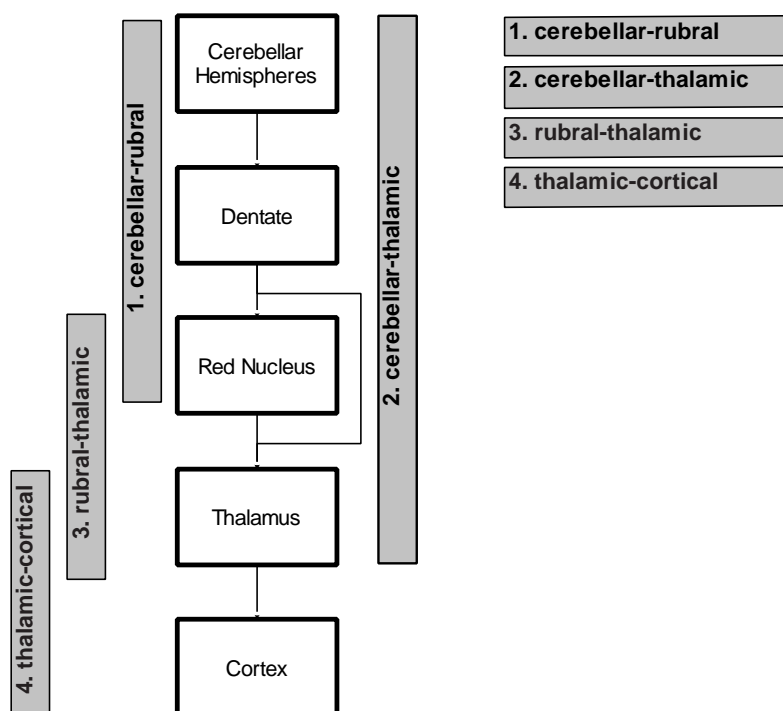 Cerebellar
Hemispheres
Dentate
Red Nucleus
Thalamus
Cortex
1. cerebellar-rubral
2. cerebellar-thalamic
3. rubral-thalamic
4. thalamic-cortical
1. cerebellar-rubral
2. cerebellar-thalamic
3. rubral-thalamic
4. thalamic-cortical